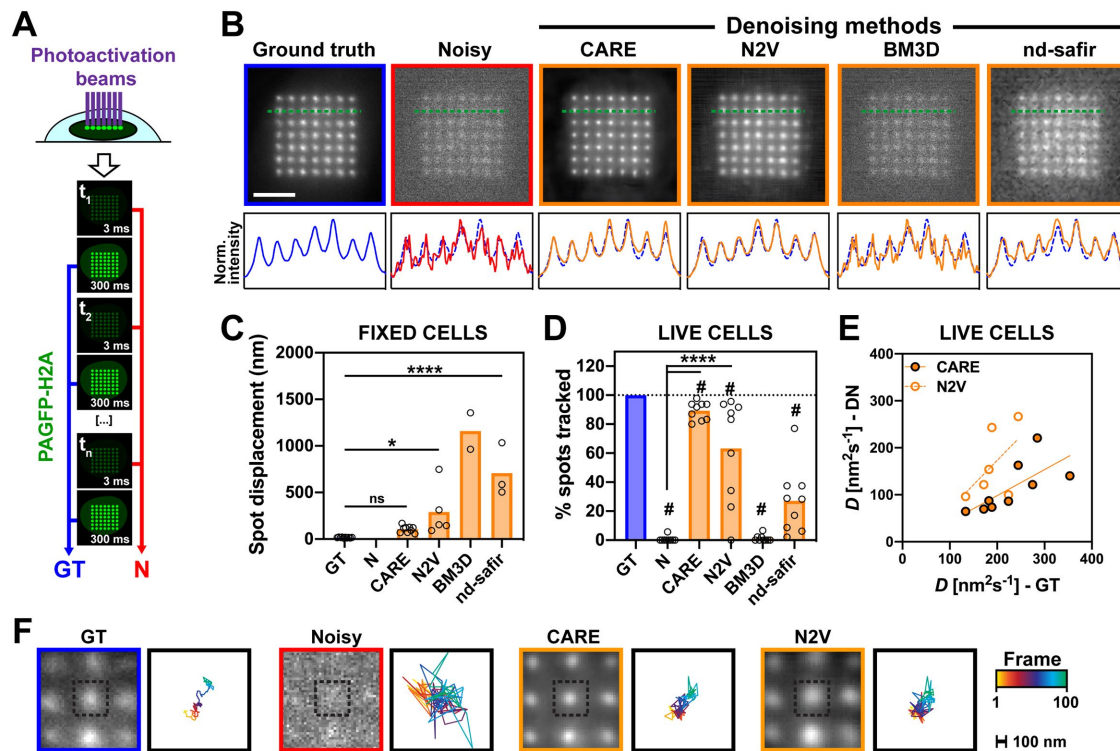 A
Photoactivation
beams
t1
3 ms
300 ms
t2
3 ms
300 ms
[...]
tn
3 ms
300 ms
PAGFP-H2A
GT
N
B
Denoising methods
Ground truth
Noisy
CARE
N2V
BM3D
nd-safir
Norm.
intensity
C
FIXED CELLS
Spot displacement (nm)
2000
1500
1000
500
0
****
*
ns
GT
N
CARE
N2V
BM3D
nd-safir
D
LIVE CELLS
% spots tracked
120
100
80
60
40
20
0
****
#
#
#
#
#
GT
N
CARE
N2V
BM3D
nd-safir
E
LIVE CELLS
CARE
N2V
D [nm²s⁻¹] - DN
400
300
200
100
0
0
100
200
300
400
D [nm²s⁻¹] - GT
F
GT
Noisy
CARE
N2V
Frame
1
100
100 nm